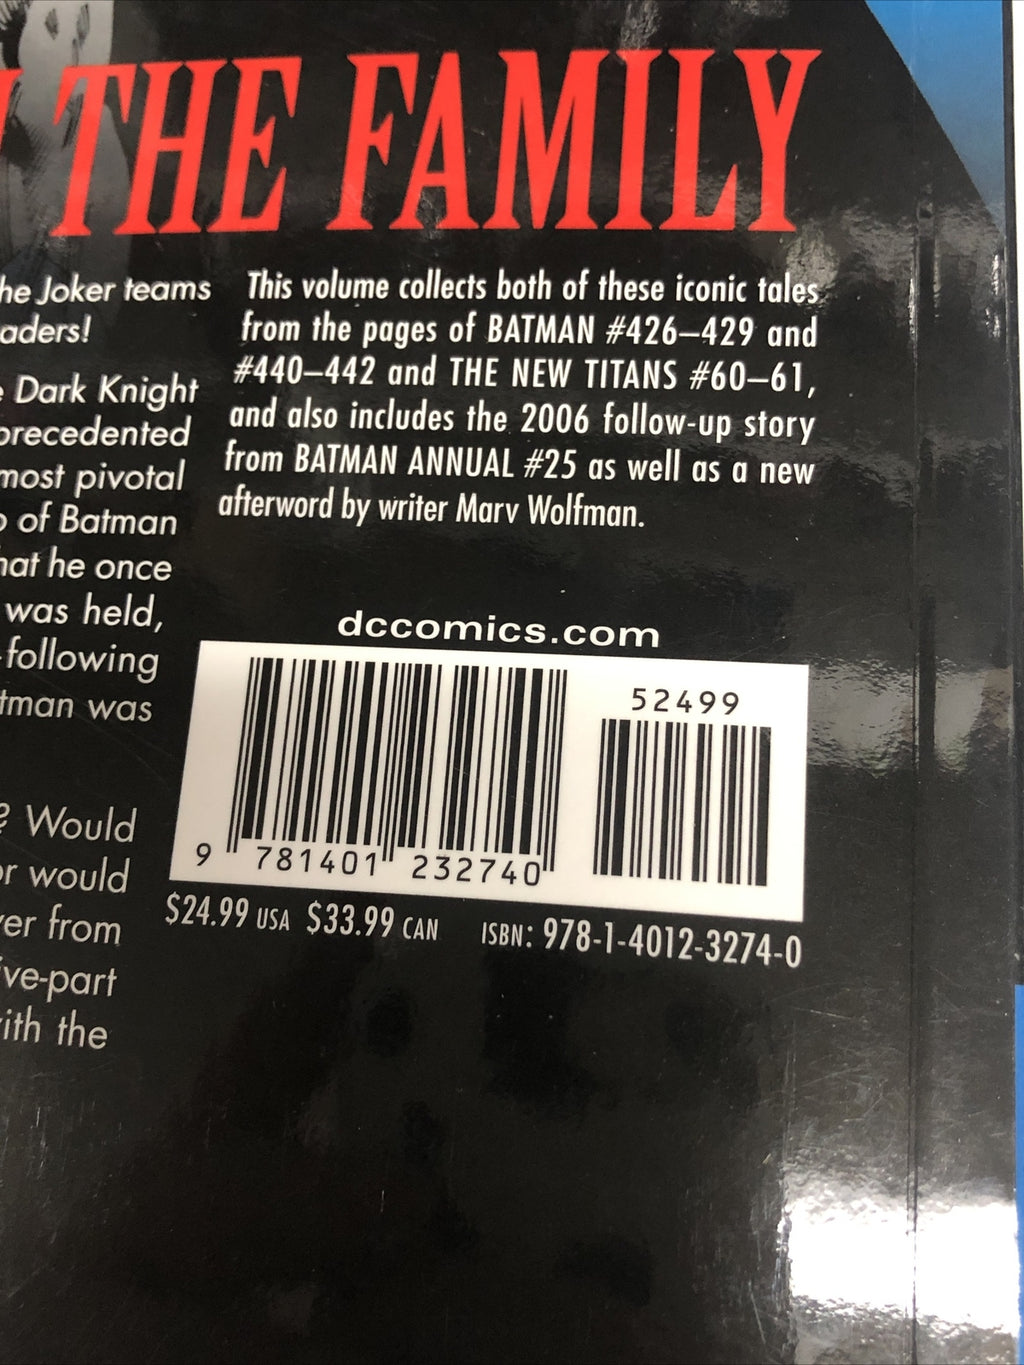 THE FAMILY
he Joker teams
aders!
Dark Knight
precedented
most pivotal
of Batman
hat he once
was held,
-following
tman was
? Would
or would
ver from
ive-part
ith the
This volume collects both of these iconic tales
from the pages of BATMAN #426–429 and
#440–442 and THE NEW TITANS #60–61,
and also includes the 2006 follow-up story
from BATMAN ANNUAL #25 as well as a new
afterword by writer Marv Wolfman.
dccomics.com
52499
9 781401 232740
$24.99 USA $33.99 CAN ISBN: 978-1-4012-3274-0